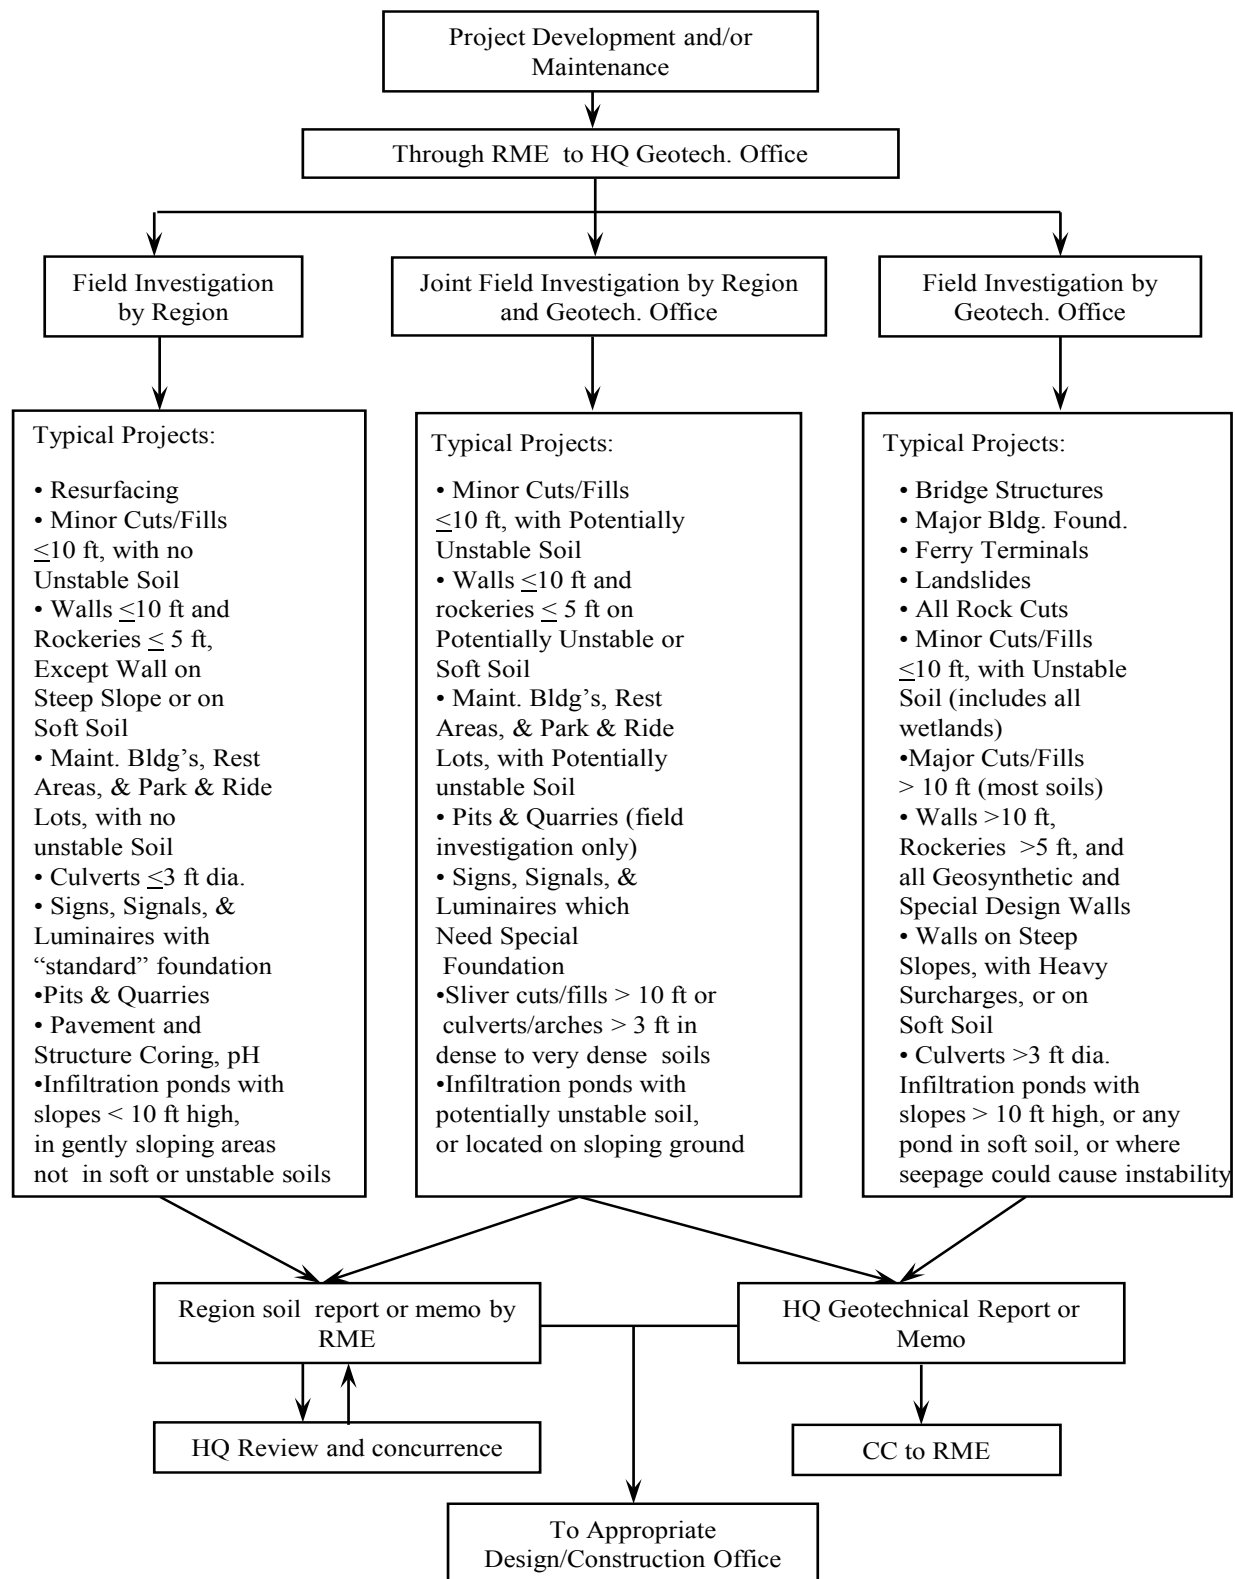 Project Development and/or
Maintenance
Through RME to HQ Geotech. Office
Field Investigation
by Region
Joint Field Investigation by Region
and Geotech. Office
Field Investigation by
Geotech. Office
Typical Projects:
• Resurfacing
• Minor Cuts/Fills
≤10 ft, with no
Unstable Soil
• Walls ≤10 ft and
Rockeries ≤ 5 ft,
Except Wall on
Steep Slope or on
Soft Soil
• Maint. Bldg's, Rest
Areas, & Park & Ride
Lots, with no
unstable Soil
• Culverts ≤3 ft dia.
• Signs, Signals, &
Luminaires with
“standard” foundation
•Pits & Quarries
• Pavement and
Structure Coring, pH
•Infiltration ponds with
slopes < 10 ft high,
in gently sloping areas
not in soft or unstable soils
Typical Projects:
• Minor Cuts/Fills
≤10 ft, with Potentially
Unstable Soil
• Walls ≤10 ft and
rockeries ≤ 5 ft on
Potentially Unstable or
Soft Soil
• Maint. Bldg's, Rest
Areas, & Park & Ride
Lots, with Potentially
unstable Soil
• Pits & Quarries (field
investigation only)
• Signs, Signals, &
Luminaires which
Need Special
Foundation
•Sliver cuts/fills > 10 ft or
culverts/arches > 3 ft in
dense to very dense soils
•Infiltration ponds with
potentially unstable soil,
or located on sloping ground
Typical Projects:
• Bridge Structures
• Major Bldg. Found.
• Ferry Terminals
• Landslides
• All Rock Cuts
• Minor Cuts/Fills
≤10 ft, with Unstable
Soil (includes all
wetlands)
•Major Cuts/Fills
> 10 ft (most soils)
• Walls >10 ft,
Rockeries >5 ft, and
all Geosynthetic and
Special Design Walls
• Walls on Steep
Slopes, with Heavy
Surcharges, or on
Soft Soil
• Culverts >3 ft dia.
Infiltration ponds with
slopes > 10 ft high, or any
pond in soft soil, or where
seepage could cause instability
Region soil report or memo by
RME
HQ Geotechnical Report or
Memo
HQ Review and concurrence
CC to RME
To Appropriate
Design/Construction Office